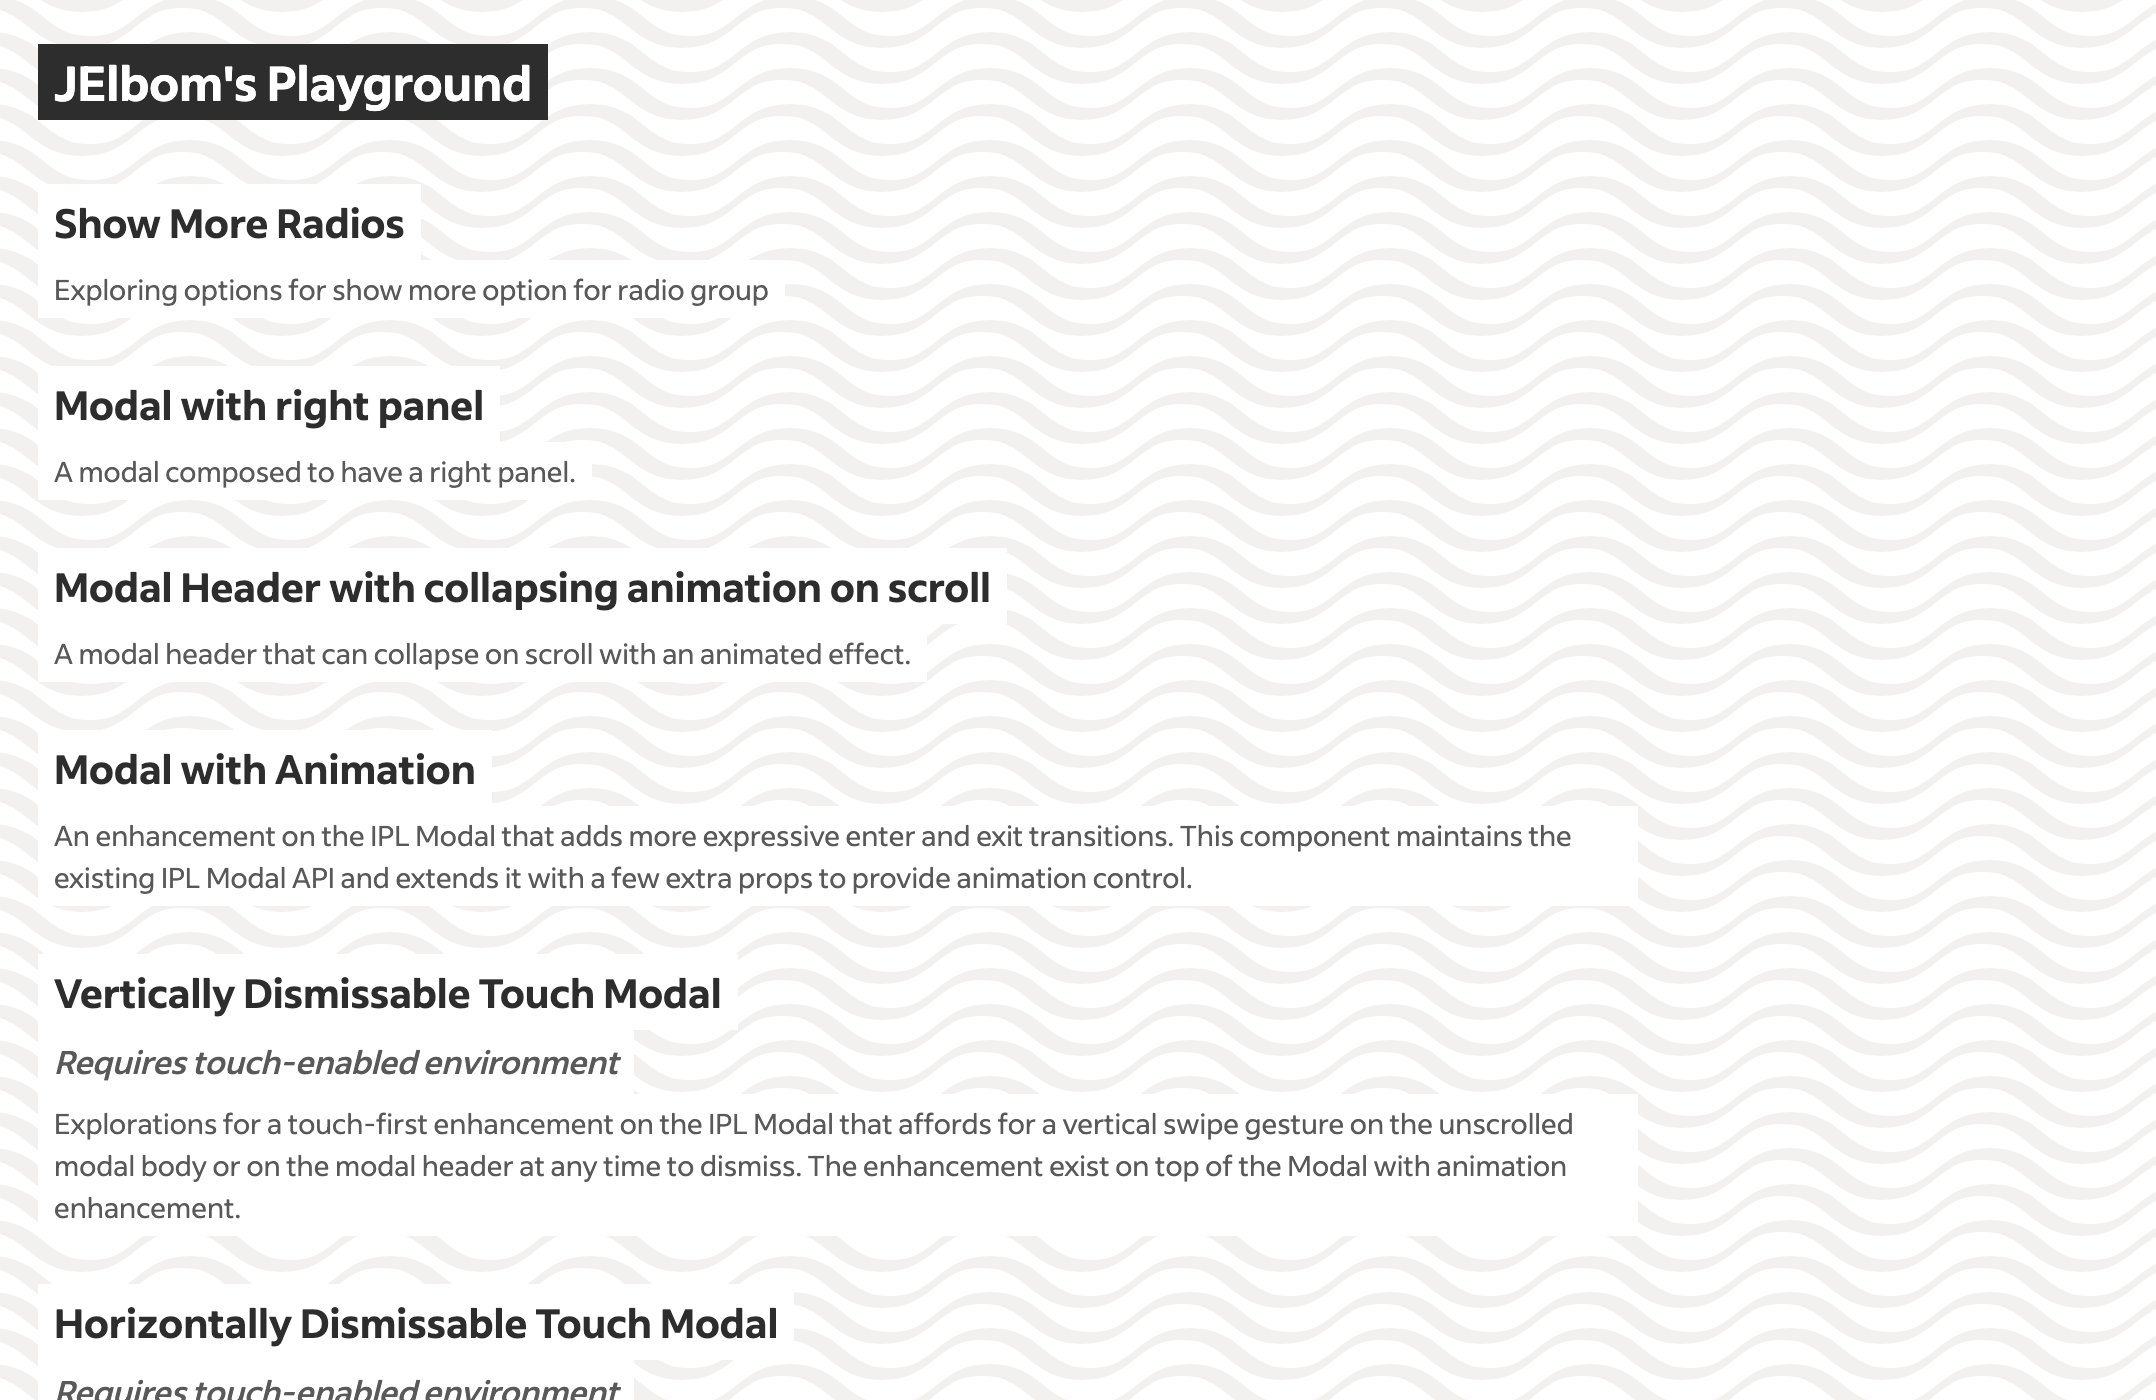 JElbom's Playground
Show More Radios
Exploring options for show more option for radio group
Modal with right panel
A modal composed to have a right panel.
Modal Header with collapsing animation on scroll
A modal header that can collapse on scroll with an animated effect.
Modal with Animation
An enhancement on the IPL Modal that adds more expressive enter and exit transitions. This component maintains the
existing IPL Modal API and extends it with a few extra props to provide animation control.
Vertically Dismissable Touch Modal
Requires touch-enabled environment
Explorations for a touch-first enhancement on the IPL Modal that affords for a vertical swipe gesture on the unscrolled
modal body or on the modal header at any time to dismiss. The enhancement exist on top of the Modal with animation
enhancement.
Horizontally Dismissable Touch Modal
Requires touch-enabled environment